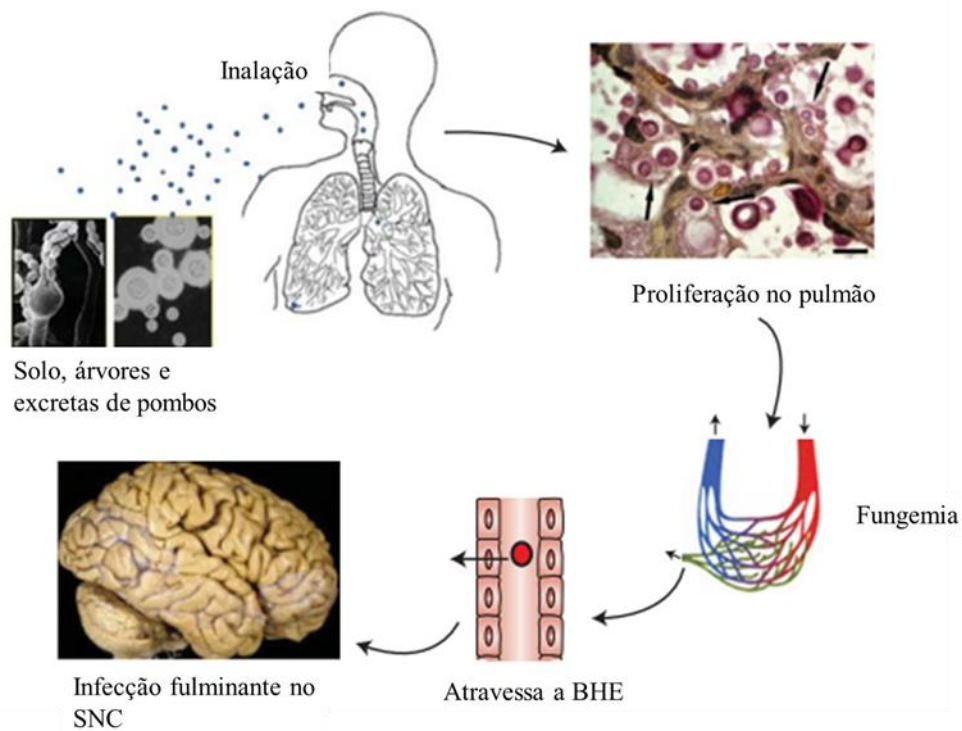 Inalação
Solo, árvores e
excretas de pombos
Proliferação no pulmão
Fungemia
Atravessa a BHE
Infecção fulminante no
SNC